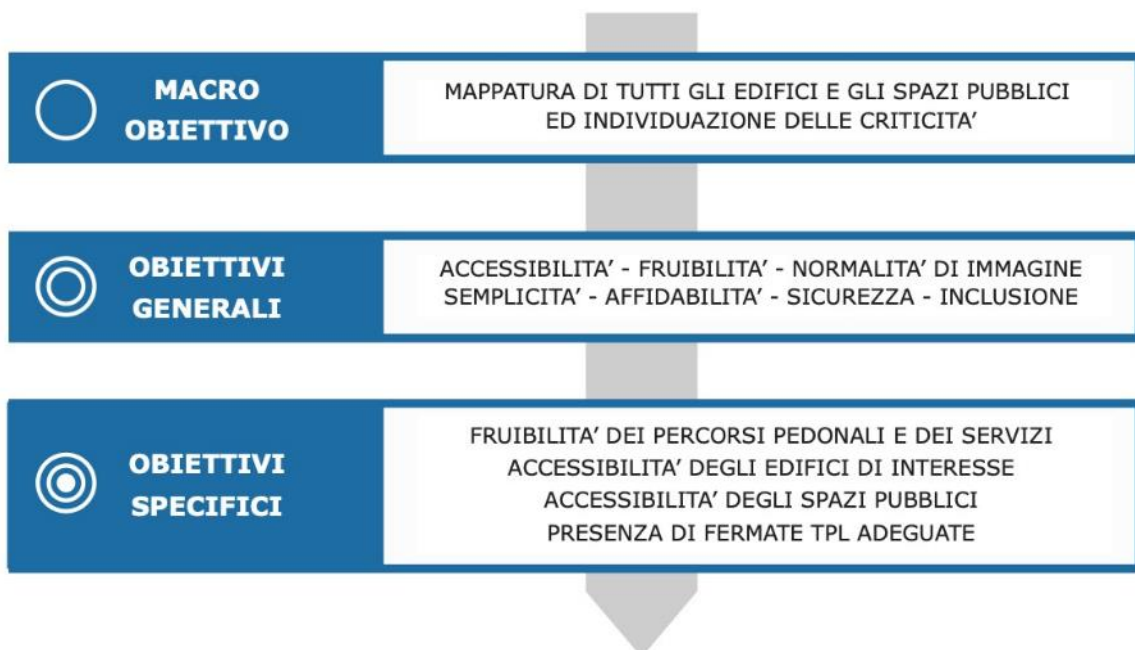 MACRO
OBIETTIVO
MAPPATURA DI TUTTI GLI EDIFICI E GLI SPAZI PUBBLICI
ED INDIVIDUAZIONE DELLE CRITICITA’
OBIETTIVI
GENERALI
ACCESSIBILITA’ - FRUIBILITA’ - NORMALITA’ DI IMMAGINE
SEMPLICITA’ - AFFIDABILITA’ - SICUREZZA - INCLUSIONE
OBIETTIVI
SPECIFICI
FRUIBILITA’ DEI PERCORSI PEDONALI E DEI SERVIZI
ACCESSIBILITA’ DEGLI EDIFICI DI INTERESSE
ACCESSIBILITA’ DEGLI SPAZI PUBBLICI
PRESENZA DI FERMATE TPL ADEGUATE